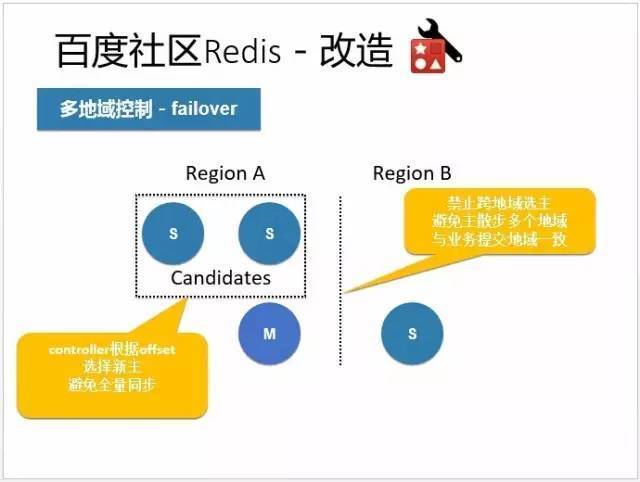 百度社区Redis - 改造
多地域控制 - failover
Region A
Region B
禁止跨地域选主
避免主散步多个地域
与业务提交地域一致
S
S
Candidates
M
S
controller根据offset
选择新主
避免全量同步